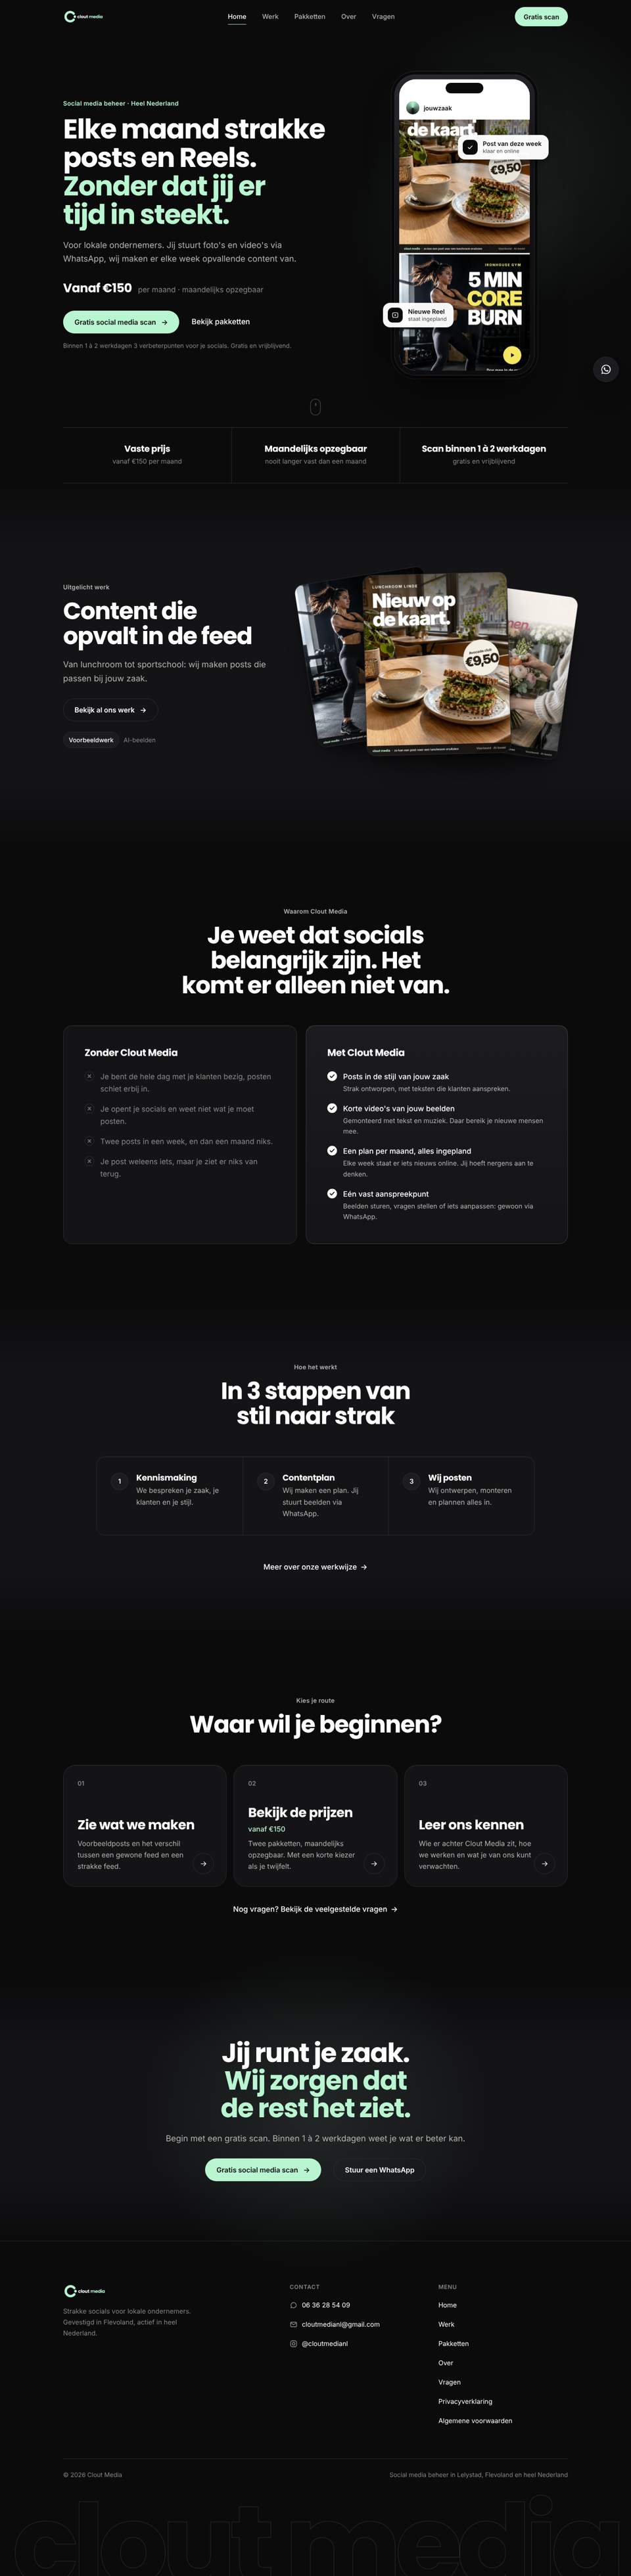 clout media
Home
Werk
Pakketten
Over
Vragen
Gratis scan
Social media beheer · Heel Nederland
Elke maand strakke
posts en Reels.
Zonder dat jij er
tijd in steekt.
Voor lokale ondernemers. Jij stuurt foto's en video's via
WhatsApp, wij maken er elke week opvallende content van.
Vanaf €150 per maand · maandelijks opzegbaar
Gratis social media scan →
Bekijk pakketten
Binnen 1 à 2 werkdagen 3 verbeterpunten voor je socials. Gratis en vrijblijvend.
jouwzaak
de kaart.
Post van deze week
klaar en online
€9,50
IRONHOUSE GYM
5 MIN
CORE
BURN
Nieuwe Reel
staat ingepland
Vaste prijs
vanaf €150 per maand
Maandelijks opzegbaar
nooit langer vast dan een maand
Scan binnen 1 à 2 werkdagen
gratis en vrijblijvend
Uitgelicht werk
Content die
opvalt in de feed
Van lunchroom tot sportschool: wij maken posts die
passen bij jouw zaak.
Bekijk al ons werk →
Voorbeeldwerk
AI-beelden
LUNCHROOM LINDE
Nieuw op
de kaart.
€9,50
clout media
Waarom Clout Media
Je weet dat socials
belangrijk zijn. Het
komt er alleen niet van.
Zonder Clout Media
Je bent de hele dag met je klanten bezig, posten
schiet erbij in.
Je opent je socials en weet niet wat je moet
posten.
Twee posts in een week, en dan een maand niks.
Je post weleens iets, maar je ziet er niks van
terug.
Met Clout Media
Posts in de stijl van jouw zaak
Strak ontworpen, met teksten die klanten aanspreken.
Korte video's van jouw beelden
Gemonteerd met tekst en muziek. Daar bereik je nieuwe mensen
mee.
Een plan per maand, alles ingepland
Elke week staat er iets nieuws online. Jij hoeft nergens aan te
denken.
Eén vast aanspreekpunt
Beelden sturen, vragen stellen of iets aanpassen: gewoon via
WhatsApp.
Hoe het werkt
In 3 stappen van
stil naar strak
1
Kennismaking
We bespreken je zaak, je
klanten en je stijl.
2
Contentplan
Wij maken een plan. Jij
stuurt beelden via
WhatsApp.
3
Wij posten
Wij ontwerpen, monteren
en plannen alles in.
Meer over onze werkwijze →
Kies je route
Waar wil je beginnen?
01
Zie wat we maken
Voorbeeldposts en het verschil
tussen een gewone feed en een
strakke feed.
→
02
Bekijk de prijzen
vanaf €150
Twee pakketten, maandelijks
opzegbaar. Met een korte kiezer
als je twijfelt.
→
03
Leer ons kennen
Wie er achter Clout Media zit, hoe
we werken en wat je van ons kunt
verwachten.
→
Nog vragen? Bekijk de veelgestelde vragen →
Jij runt je zaak.
Wij zorgen dat
de rest het ziet.
Begin met een gratis scan. Binnen 1 à 2 werkdagen weet je wat er beter kan.
Gratis social media scan →
Stuur een WhatsApp
clout media
Strakke socials voor lokale ondernemers.
Gevestigd in Flevoland, actief in heel
Nederland.
CONTACT
06 36 28 54 09
cloutmedianl@gmail.com
@cloutmedianl
MENU
Home
Werk
Pakketten
Over
Vragen
Privacyverklaring
Algemene voorwaarden
© 2026 Clout Media
Social media beheer in Lelystad, Flevoland en heel Nederland
clout media